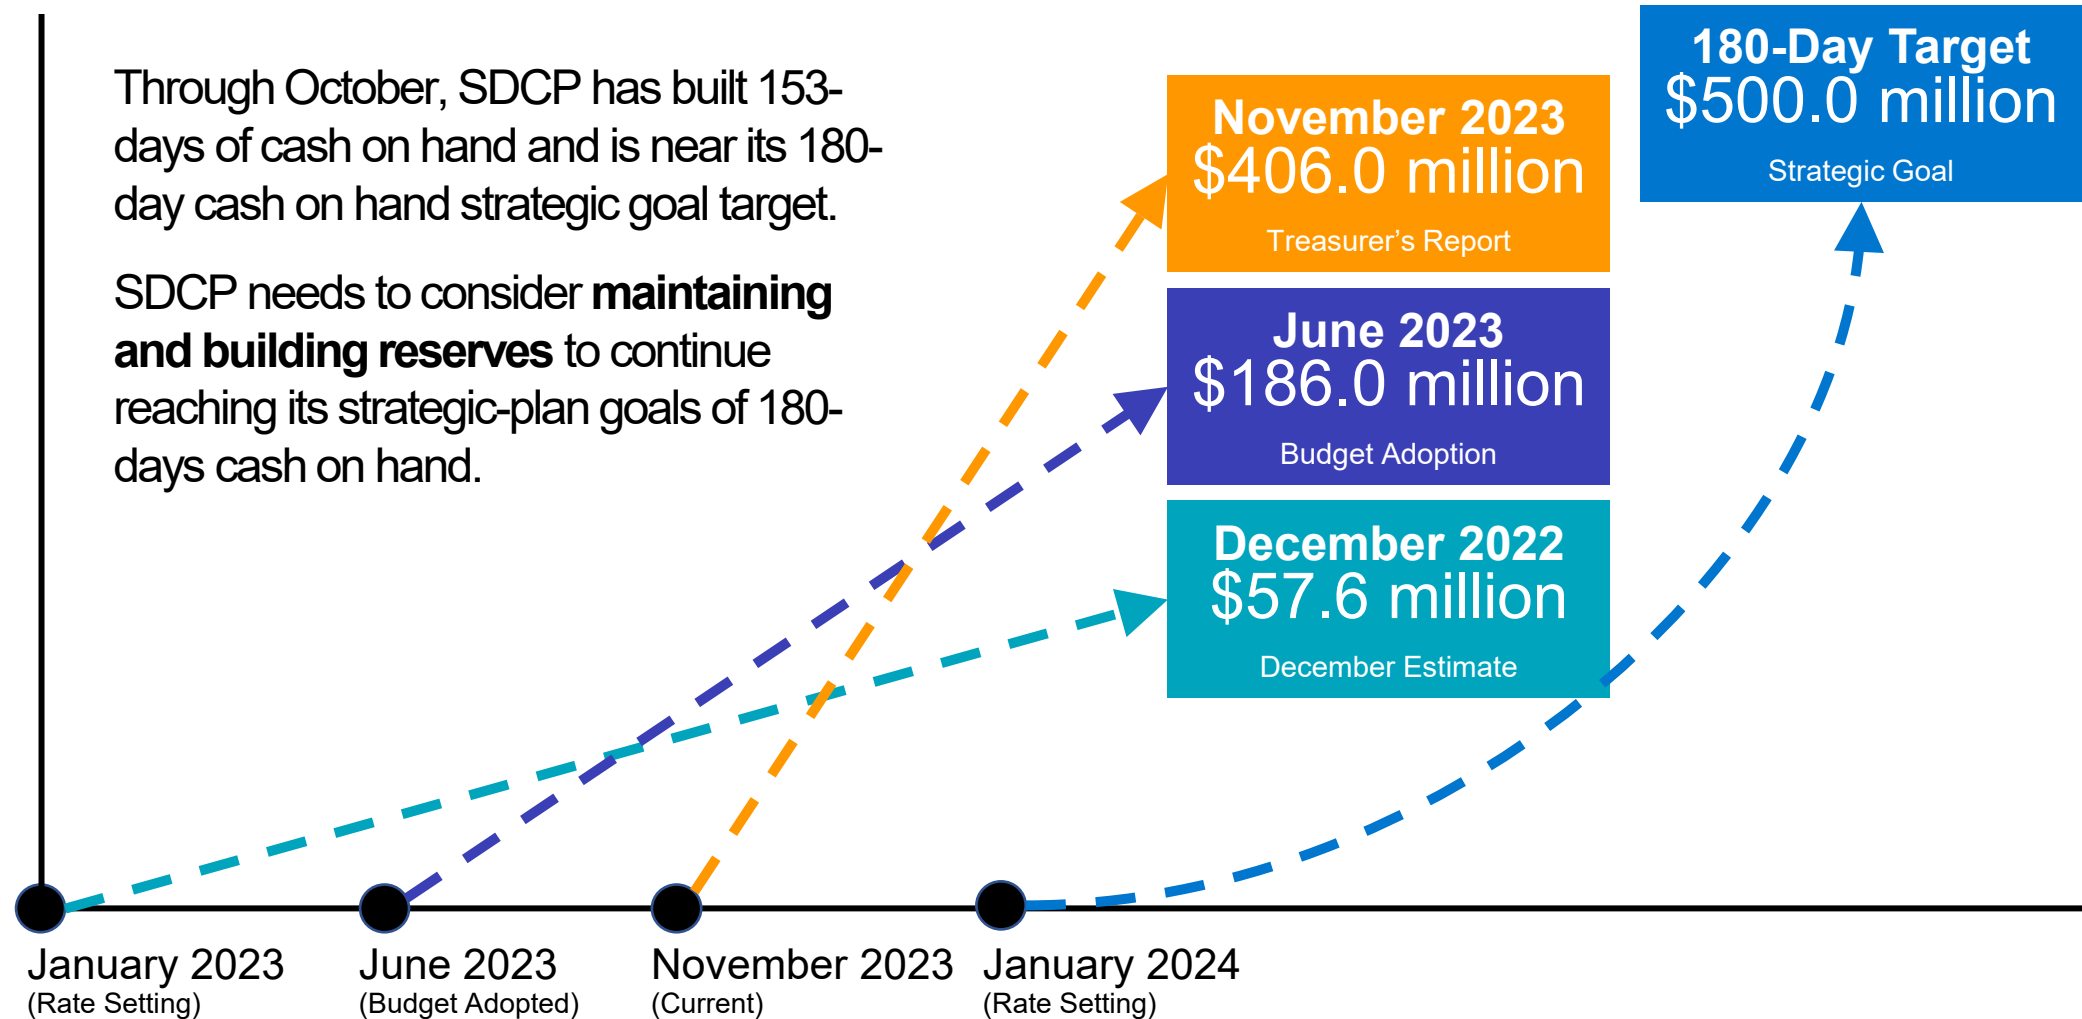 Through October, SDCP has built 153-
days of cash on hand and is near its 180-
day cash on hand strategic goal target.
SDCP needs to consider maintaining
and building reserves to continue
reaching its strategic-plan goals of 180-
days cash on hand.
180-Day Target
$500.0 million
Strategic Goal
November 2023
$406.0 million
Treasurer’s Report
June 2023
$186.0 million
Budget Adoption
December 2022
$57.6 million
December Estimate
January 2023
(Rate Setting)
June 2023
(Budget Adopted)
November 2023
(Current)
January 2024
(Rate Setting)